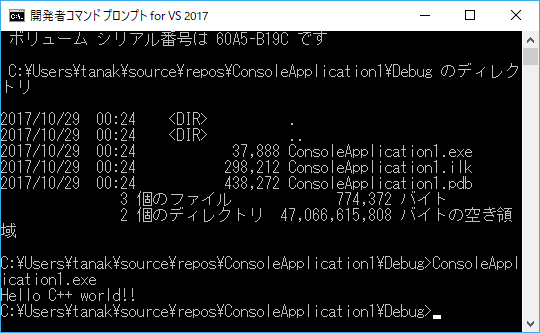 開発者コマンド プロンプト for VS 2017
ボリューム シリアル番号は 60A5-B19C です
C:¥Users¥tanak¥source¥repos¥ConsoleApplication1¥Debug のディレク
トリ
2017/10/29  00:24    <DIR>          .
2017/10/29  00:24    <DIR>          ..
2017/10/29  00:24            37,888 ConsoleApplication1.exe
2017/10/29  00:24           298,212 ConsoleApplication1.ilk
2017/10/29  00:24           438,272 ConsoleApplication1.pdb
3 個のファイル             774,372 バイト
2 個のディレクトリ  47,066,615,808 バイトの空き領
域
C:¥Users¥tanak¥source¥repos¥ConsoleApplication1¥Debug>ConsoleAppl
ication1.exe
Hello C++ world!!
C:¥Users¥tanak¥source¥repos¥ConsoleApplication1¥Debug>